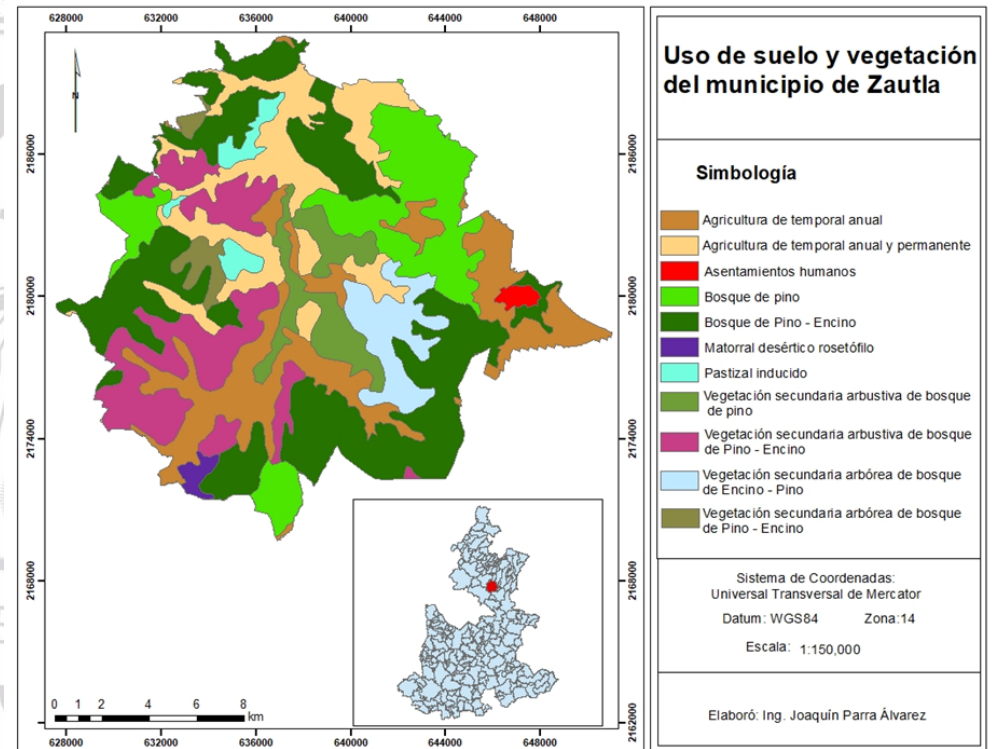 628000 632000 636000 640000 644000 648000
2186000
2180000
2174000
2168000
2162000
N
2186000
2180000
2174000
2168000
2162000
0 1 2 4 6 8
km
628000 632000 636000 640000 644000 648000
Uso de suelo y vegetación
del municipio de Zautla
Simbología
Agricultura de temporal anual
Agricultura de temporal anual y permanente
Asentamientos humanos
Bosque de pino
Bosque de Pino - Encino
Matorral desértico rosetófilo
Pastizal inducido
Vegetación secundaria arbustiva de bosque
de pino
Vegetación secundaria arbustiva de bosque
de Pino - Encino
Vegetación secundaria arbórea de bosque
de Encino - Pino
Vegetación secundaria arbórea de bosque
de Pino - Encino
Sistema de Coordenadas:
Universal Transversal de Mercator
Datum: WGS84 Zona:14
Escala: 1:150,000
Elaboró: Ing. Joaquín Parra Álvarez